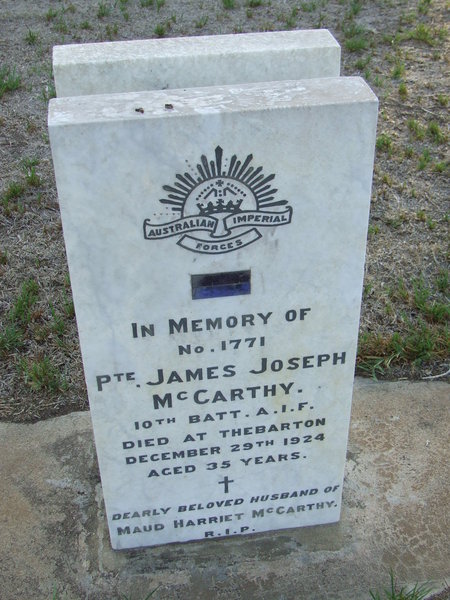 AUSTRALIAN IMPERIAL
FORCES
IN MEMORY OF
No. 1771
PTE. JAMES JOSEPH
McCARTHY.
10TH BATT. A.I.F.
DIED AT THEBARTON
DECEMBER 29TH 1924
AGED 35 YEARS.
DEARLY BELOVED HUSBAND OF
MAUD HARRIET McCARTHY.
R.I.P.